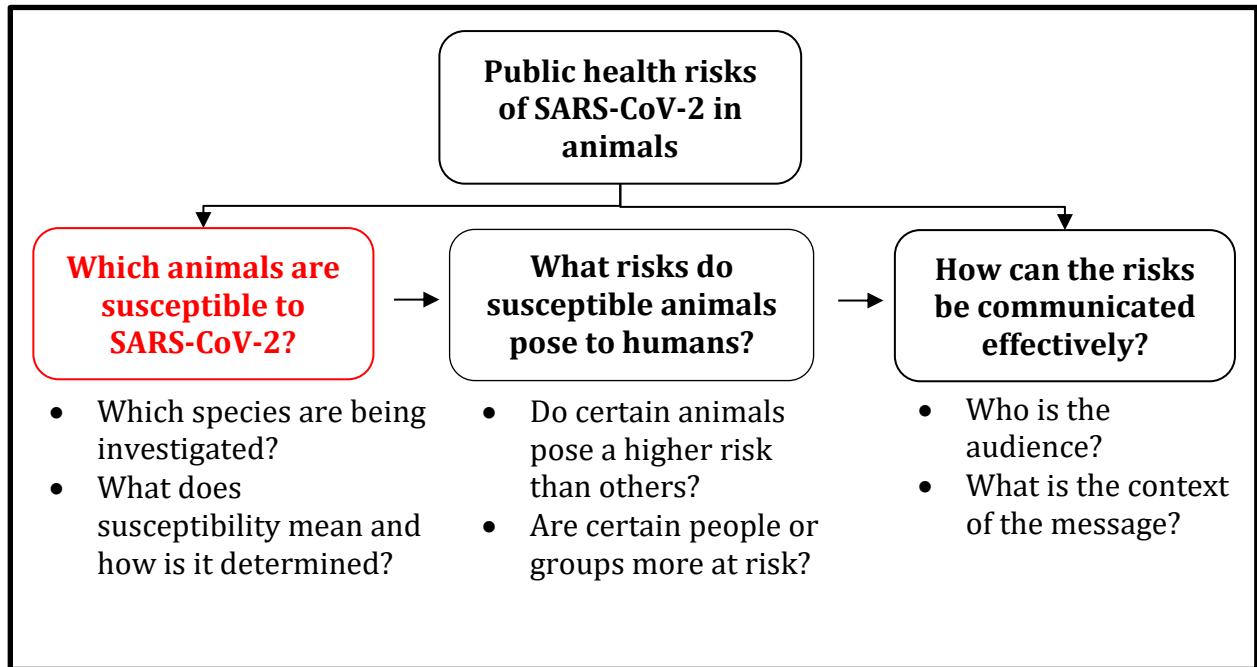 Public health risks
of SARS-CoV-2 in
animals
Which animals are
susceptible to
SARS-CoV-2?
• Which species are being
investigated?
• What does
susceptibility mean and
how is it determined?
What risks do
susceptible animals
pose to humans?
• Do certain animals
pose a higher risk
than others?
• Are certain people or
groups more at risk?
How can the risks
be communicated
effectively?
• Who is the
audience?
• What is the context
of the message?